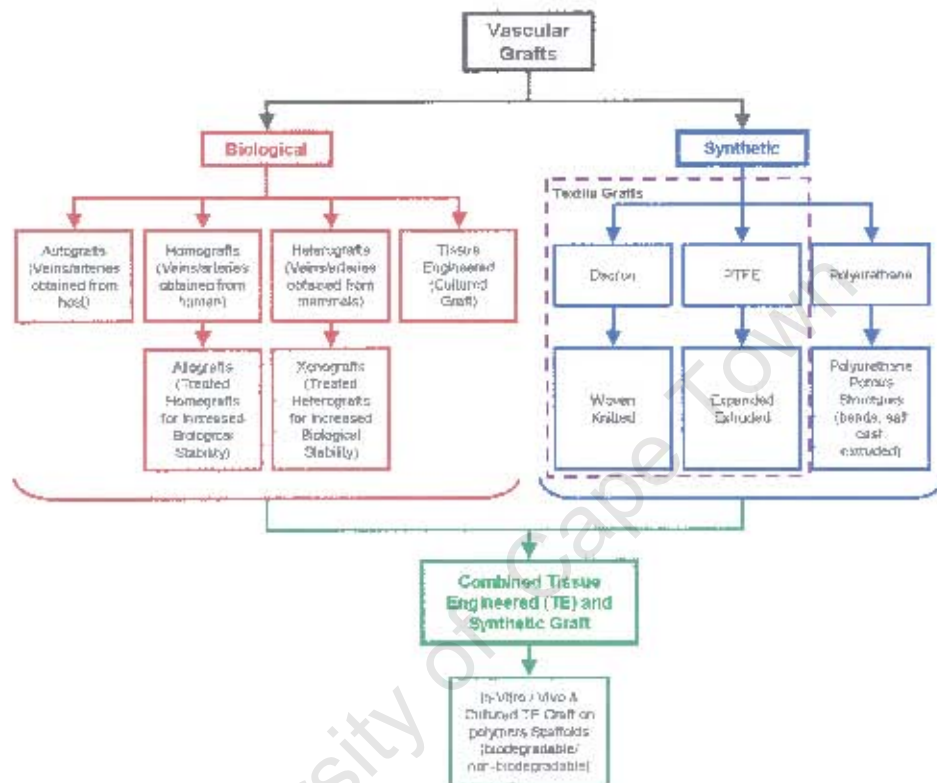 Vascular
Grafts
Biological
Synthetic
Textile Grafts
Autografts
(Veins/arteries
obtained from
host)
Homografts
(Veins/arteries
obtained from
human)
Heterografts
(Veins/arteries
obtained from
mammals)
Tissue
Engineered
(Cultured
Graft)
Dacron
PTFE
Polyurethane
Allografts
(Treated
Homografts
for Increased
Biological
Stability)
Xenografts
(Treated
Heterografts
for Increased
Biological
Stability)
Woven
Knitted
Expanded
Extruded
Polyurethane
Porous
Structures
(beads, salt
cast
extruded)
Combined Tissue
Engineered (TE) and
Synthetic Graft
In-Vitro / Vivo &
Cultured TE Graft on
polymers Scaffolds
(biodegradable/
non-biodegradable)
rsity of Cape Town